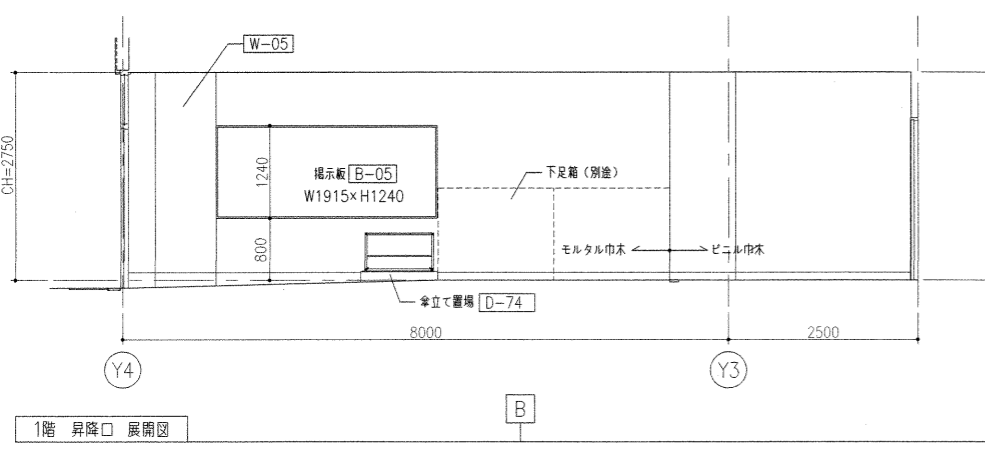 W-05
CH=2750
1240
掲示板 B-05
W1915×H1240
下足箱（別途）
800
モルタル巾木
ビニル巾木
傘立て置場 D-74
8000
2500
Y4
Y3
B
1階 昇降口 展開図